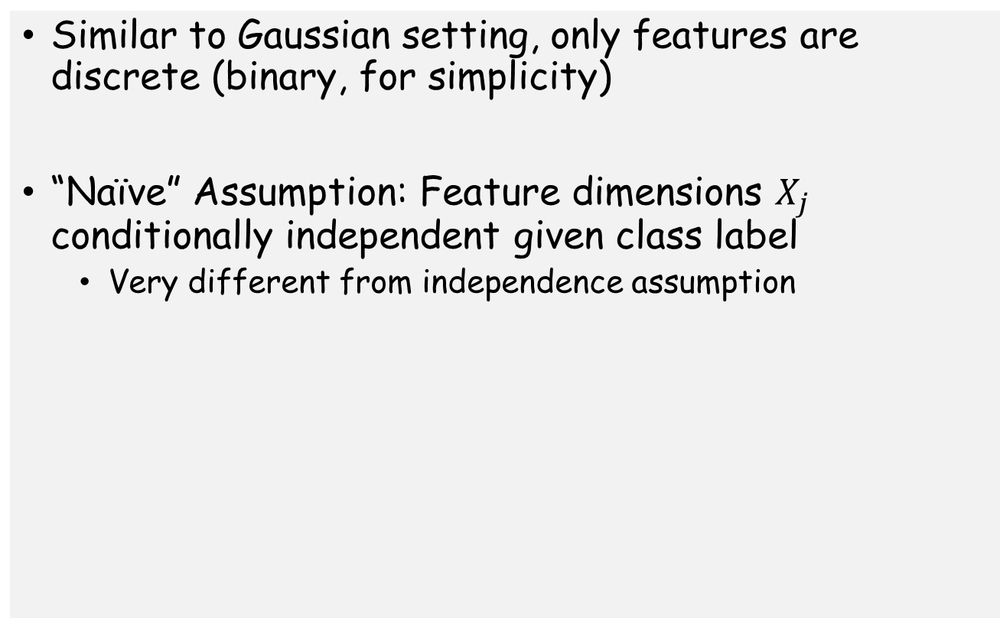 • Similar to Gaussian setting, only features are
discrete (binary, for simplicity)
• “Naïve” Assumption: Feature dimensions X_j
conditionally independent given class label
• Very different from independence assumption